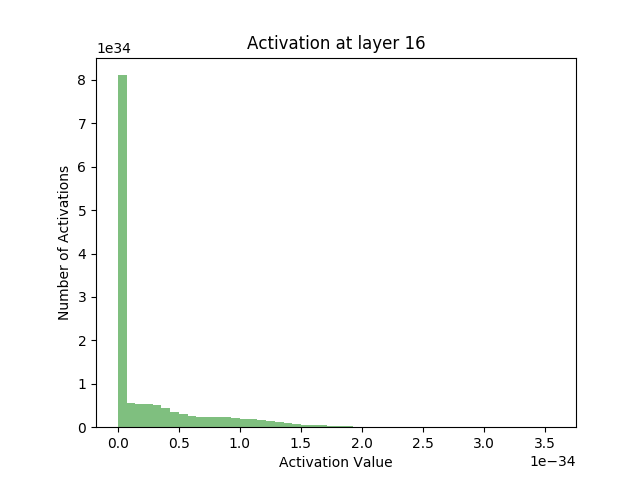 Activation at layer 16
1e34
8
7
6
5
4
3
2
1
0
Number of Activations
0.0 0.5 1.0 1.5 2.0 2.5 3.0 3.5
1e−34
Activation Value